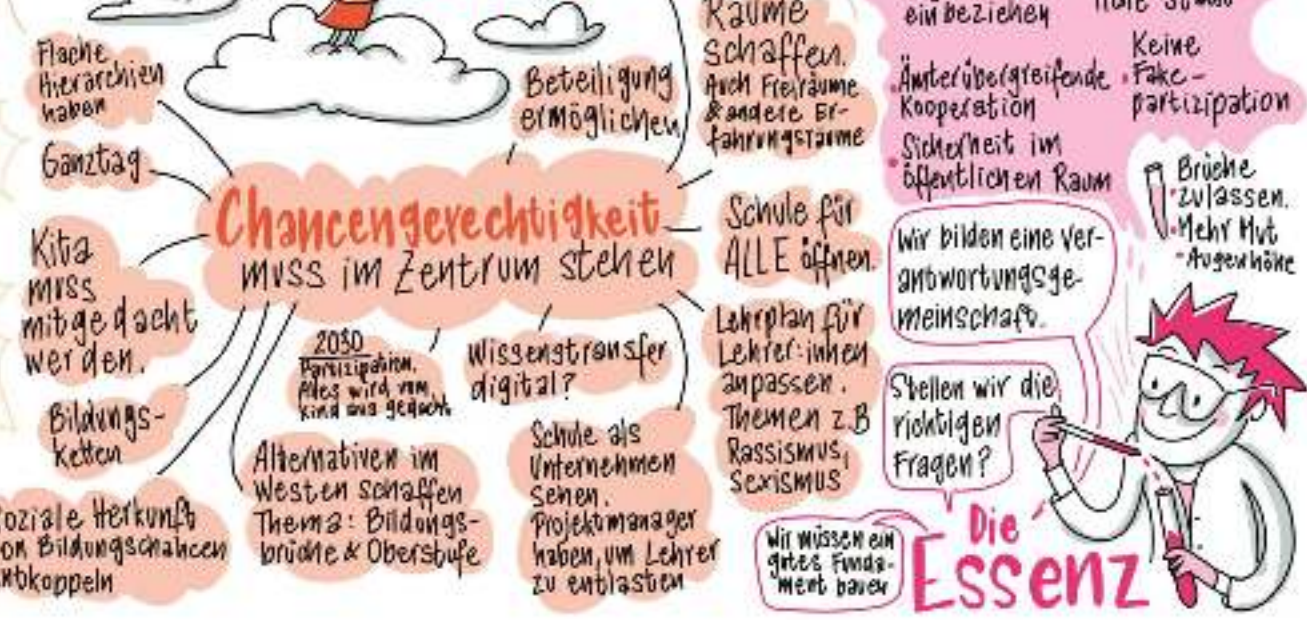 Flache
Hierarchien
haben
Ganztag
Kita
muss
mitgedacht
werden.
Bildungs-
ketten
oziale Herkunft
on Bildungschahcen
ntkoppeln
Beteiligung
ermöglichen
Räume
schaffen.
Auch Freiräume
& andere Er-
fahrungsräume
Chancengerechtigkeit
muss im Zentrum stehen
Schule für
ALLE öffnen.
Lehrplan für
Lehrer:innen
anpassen.
Themen z.B
Rassismus,
Sexismus
2030
Partizipation.
Alles wird vom
Kind aus gedacht
Wissenstransfer
digital?
Alternativen im
Westen schaffen
Thema: Bildungs-
brüche & Oberstufe
Schule als
Unternehmen
sehen.
Projektmanager
haben, um Lehrer
zu entlasten
einbeziehen
Ämterübergreifende
Kooperation
Sicherheit im
öffentlichen Raum
Keine
Fake-
partizipation
Brüche
zulassen.
Mehr Mut
Augenhöhe
Wir bilden eine Ver-
antwortungsge-
meinschaft.
Stellen wir die
richtigen
Fragen?
Wir müssen ein
gutes Funda-
ment bauen
Die
Essenz